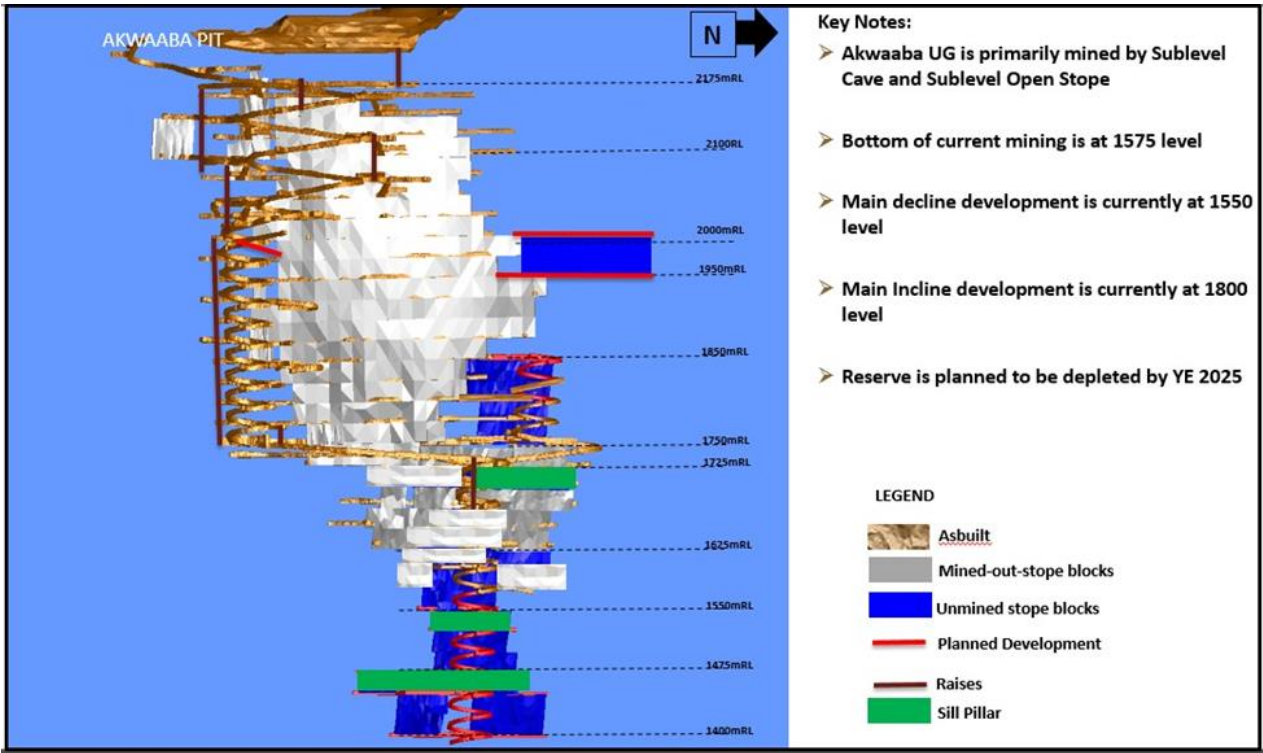 AKWAABA PIT
N
2175mRL
2100RL
2000mRL
1950mRL
1850mRL
1750mRL
1725mRL
1625mRL
1550mRL
1475mRL
1400mRL
Key Notes:
➢ Akwaaba UG is primarily mined by Sublevel
Cave and Sublevel Open Stope
➢ Bottom of current mining is at 1575 level
➢ Main decline development is currently at 1550
level
➢ Main Incline development is currently at 1800
level
➢ Reserve is planned to be depleted by YE 2025
LEGEND
Asbuilt
Mined-out-stope blocks
Unmined stope blocks
Planned Development
Raises
Sill Pillar